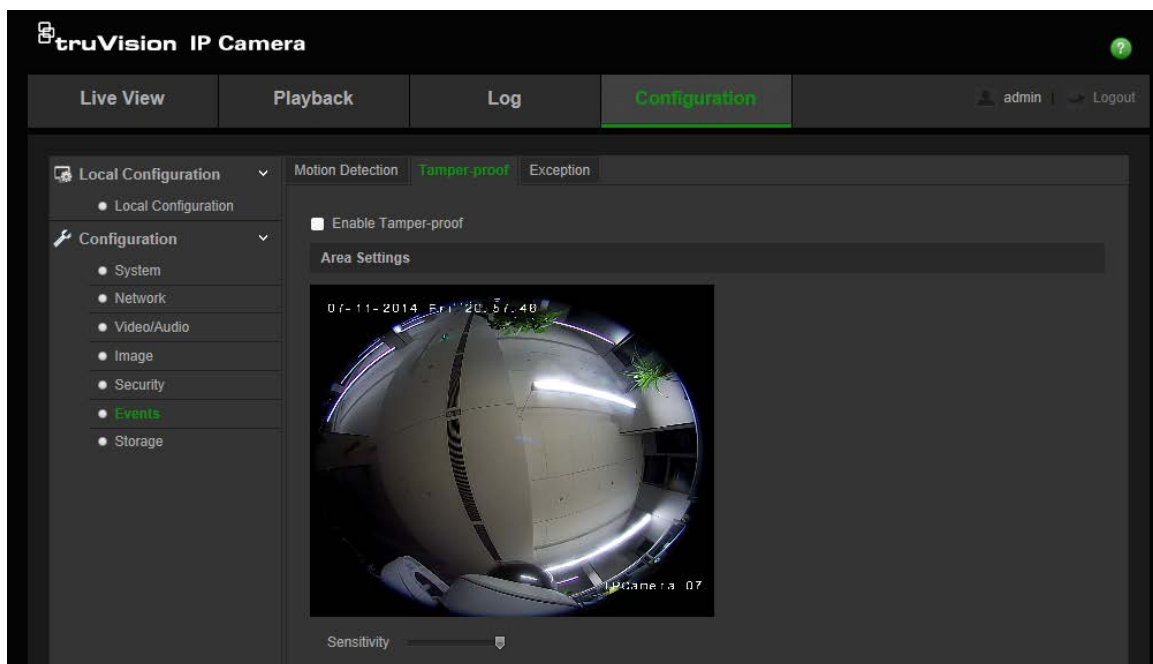 truVision IP Camera
?
Live View Playback Log Configuration admin | Logout
Local Configuration
Local Configuration
Configuration
System
Network
Video/Audio
Image
Security
Events
Storage
Motion Detection Tamper-proof Exception
Enable Tamper-proof
Area Settings
07-11-2014 Fri 20:57:48
IPCamera 07
Sensitivity